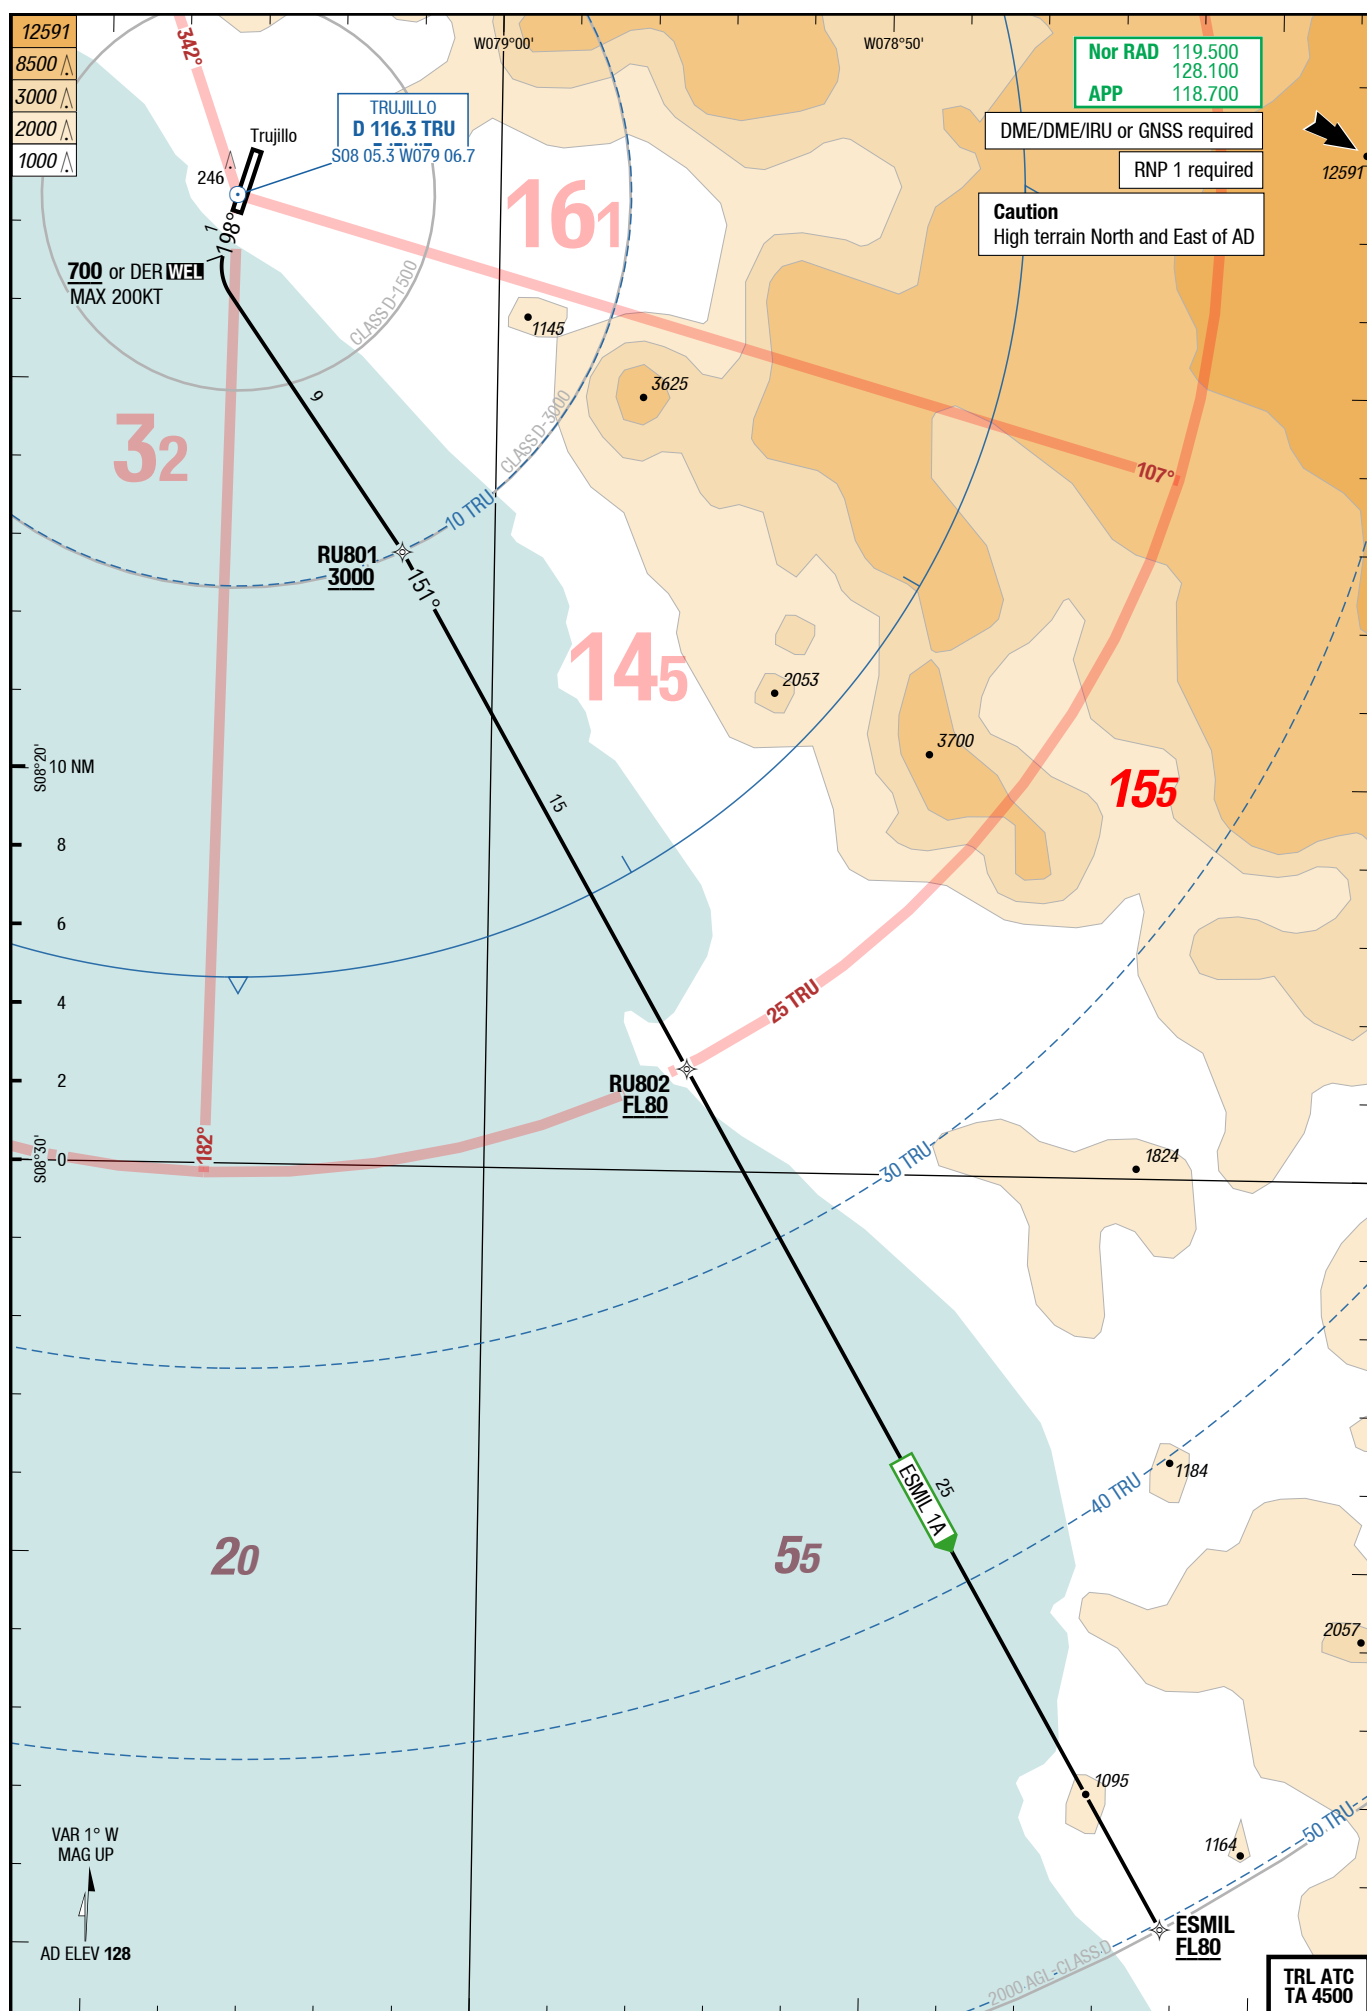 12591
8500
3000
2000
1000
342°
W079°00'
W078°50'
Nor RAD 119.500
128.100
APP 118.700
DME/DME/IRU or GNSS required
RNP 1 required
Caution
High terrain North and East of AD
12591
TRUJILLO
D 116.3 TRU
S08 05.3 W079 06.7
Trujillo
246
161
1
198°
700 or DER WEL
MAX 200KT
CLASS D-1500
1145
3625
9
CLASS D-3000
32
107°
10 TRU
RU801
3000
151°
145
2053
3700
155
S08°20'
10 NM
8
6
4
2
0
15
25 TRU
RU802
FL80
182°
S08°30'
30 TRU
1824
ESMIL 1A
25
1184
40 TRU
20
55
2057
1095
1164
50 TRU
VAR 1° W
MAG UP
AD ELEV 128
ESMIL
FL80
2000 AGL-CLASS D
TRL ATC
TA 4500